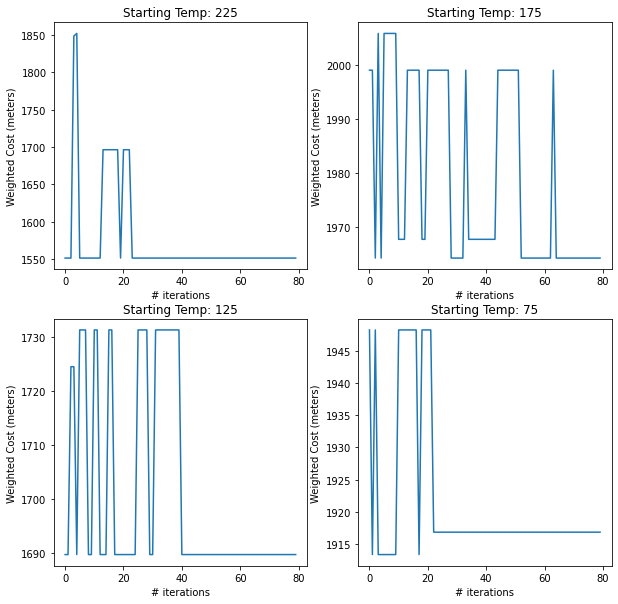 Starting Temp: 225
1850
1800
1750
1700
1650
1600
1550
Weighted Cost (meters)
0 20 40 60 80
# iterations
Starting Temp: 175
2000
1990
1980
1970
Weighted Cost (meters)
0 20 40 60 80
# iterations
Starting Temp: 125
1730
1720
1710
1700
1690
Weighted Cost (meters)
0 20 40 60 80
# iterations
Starting Temp: 75
1945
1940
1935
1930
1925
1920
1915
Weighted Cost (meters)
0 20 40 60 80
# iterations